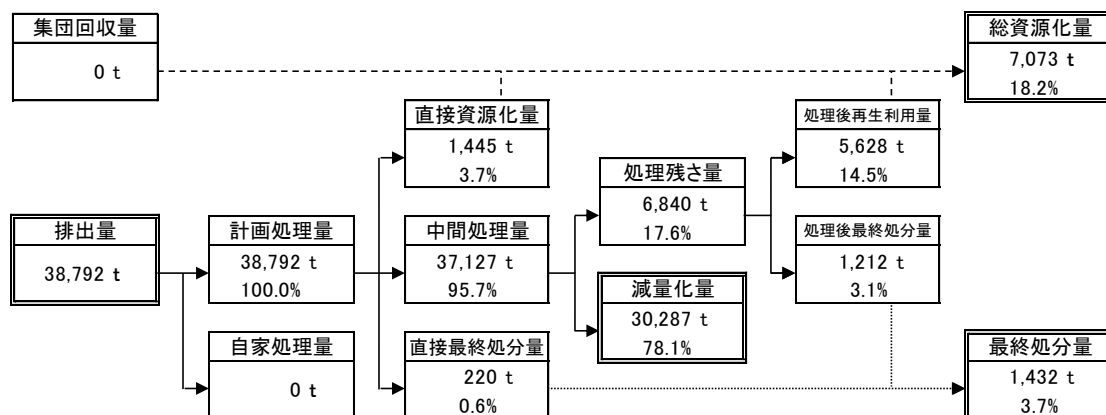 集団回収量
0 t
総資源化量
7,073 t
18.2%
直接資源化量
1,445 t
3.7%
処理後再生利用量
5,628 t
14.5%
処理残さ量
6,840 t
17.6%
排出量
38,792 t
計画処理量
38,792 t
100.0%
中間処理量
37,127 t
95.7%
処理後最終処分量
1,212 t
3.1%
減量化量
30,287 t
78.1%
自家処理量
0 t
直接最終処分量
220 t
0.6%
最終処分量
1,432 t
3.7%